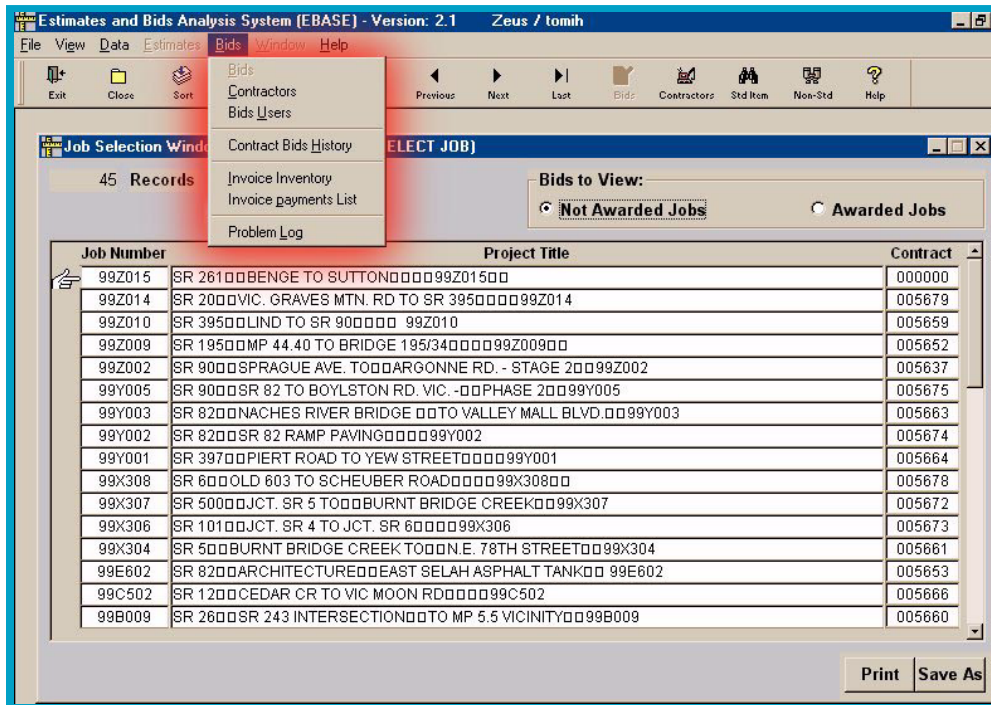 Estimates and Bids Analysis System (EBASE) - Version: 2.1 Zeus / tomih
File View Data Estimates Bids Window Help
Exit Close Sort Previous Next Last Bids Contractors Std Item Non-Std Help
Bids
Contractors
Bids Users
Contract Bids History
Invoice Inventory
Invoice payments List
Problem Log
Job Selection Windo ELECT JOB)
45 Records
Bids to View:
Not Awarded Jobs Awarded Jobs
Job Number Project Title Contract
99Z015 SR 261□□BENGE TO SUTTON□□□□99Z015□□ 000000
99Z014 SR 20□□VIC. GRAVES MTN. RD TO SR 395□□□□99Z014 005679
99Z010 SR 395□□LIND TO SR 90□□□□ 99Z010 005659
99Z009 SR 195□□MP 44.40 TO BRIDGE 195/34□□□□99Z009□□ 005652
99Z002 SR 90□□SPRAGUE AVE. TO□□ARGONNE RD. - STAGE 2□□99Z002 005637
99Y005 SR 90□□SR 82 TO BOYLSTON RD. VIC. -□□PHASE 2□□99Y005 005675
99Y003 SR 82□□NACHES RIVER BRIDGE □□TO VALLEY MALL BLVD.□□99Y003 005663
99Y002 SR 82□□SR 82 RAMP PAVING□□□□99Y002 005674
99Y001 SR 397□□PIERT ROAD TO YEW STREET□□□□99Y001 005664
99X308 SR 6□□OLD 603 TO SCHEUBER ROAD□□□□99X308□□ 005678
99X307 SR 500□□JCT. SR 5 TO□□BURNT BRIDGE CREEK□□99X307 005672
99X306 SR 101□□JCT. SR 4 TO JCT. SR 6□□□□99X306 005673
99X304 SR 5□□BURNT BRIDGE CREEK TO□□N.E. 78TH STREET□□99X304 005661
99E602 SR 82□□ARCHITECTURE□□EAST SELAH ASPHALT TANK□□ 99E602 005653
99C502 SR 12□□CEDAR CR TO VIC MOON RD□□□□99C502 005666
99B009 SR 26□□SR 243 INTERSECTION□□TO MP 5.5 VICINITY□□99B009 005660
Print Save As